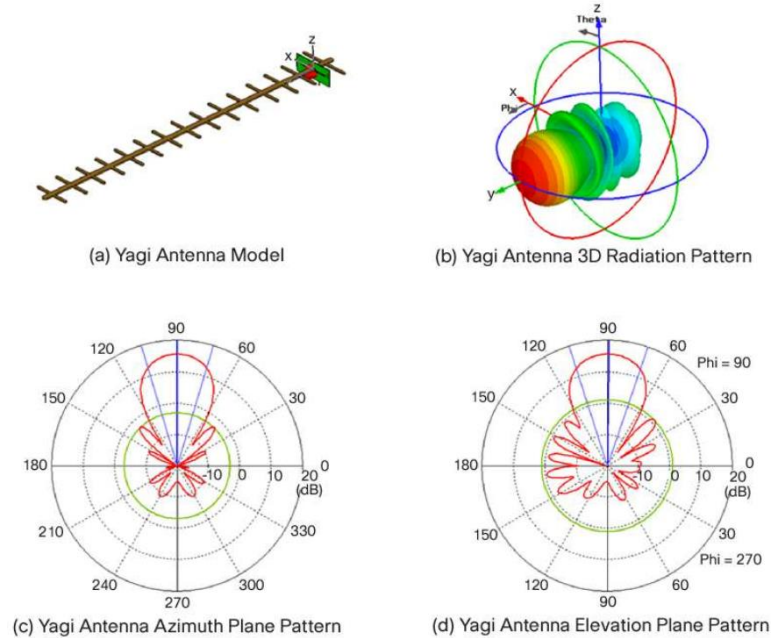 Z
X
(a) Yagi Antenna Model
Z
Theta
X
Phi
y
(b) Yagi Antenna 3D Radiation Pattern
90
120
60
150
30
180
-10
0
10
20
0
(dB)
210
330
240
300
270
(c) Yagi Antenna Azimuth Plane Pattern
90
120
60
Phi = 90
150
30
180
-10
0
10
20
0
(dB)
150
30
Phi = 270
120
60
90
(d) Yagi Antenna Elevation Plane Pattern